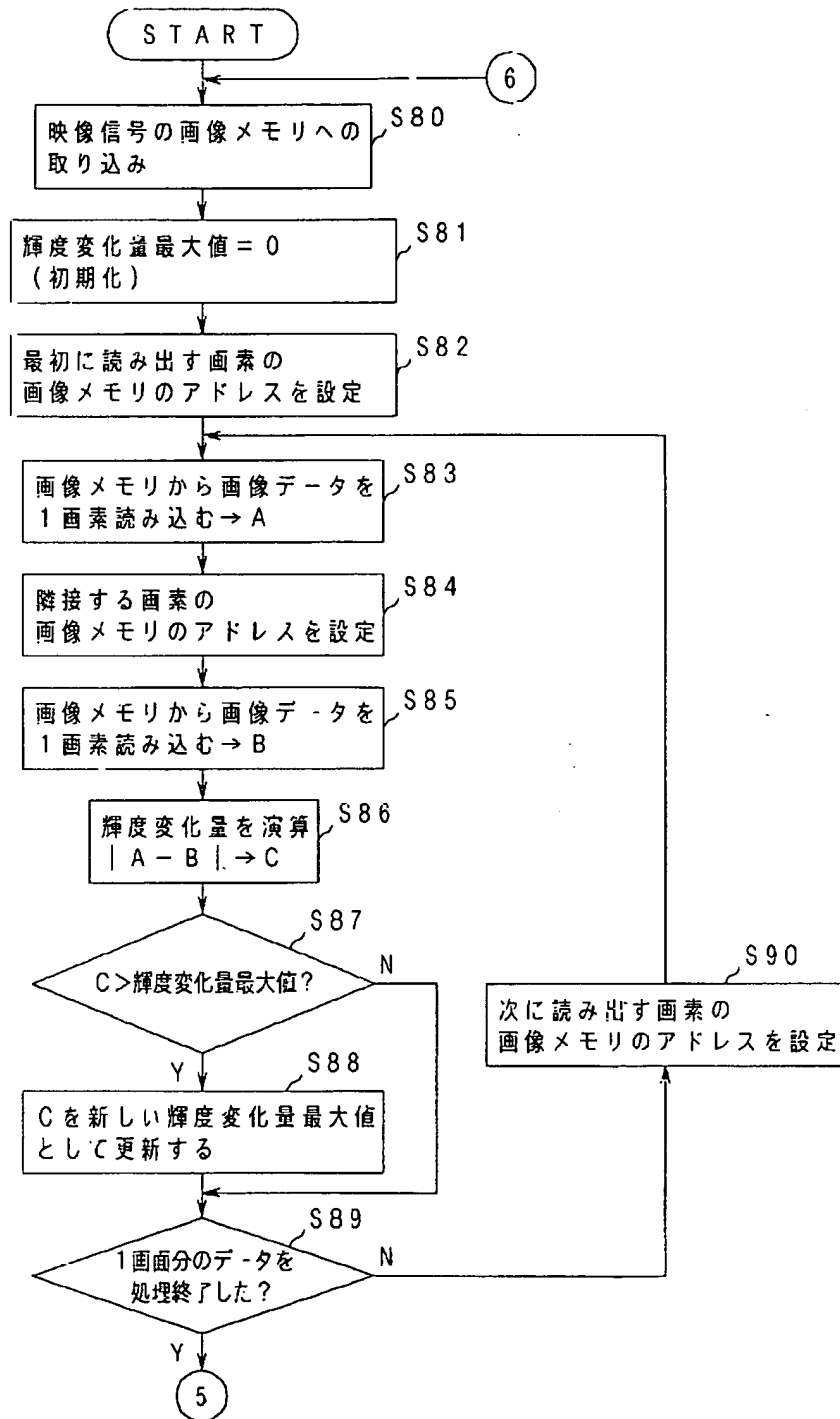 START
6
S80
映像信号の画像メモリへの
取り込み
S81
輝度変化量最大値=0
(初期化)
S82
最初に読み出す画素の
画像メモリのアドレスを設定
S83
画像メモリから画像データを
1画素読み込む→A
S84
隣接する画素の
画像メモリのアドレスを設定
S85
画像メモリから画像データを
1画素読み込む→B
S86
輝度変化量を演算
|A-B|→C
S87
C>輝度変化量最大値?
N
Y
S88
Cを新しい輝度変化量最大値
として更新する
S89
1画面分のデータを
処理終了した?
N
Y
S90
次に読み出す画素の
画像メモリのアドレスを設定
5